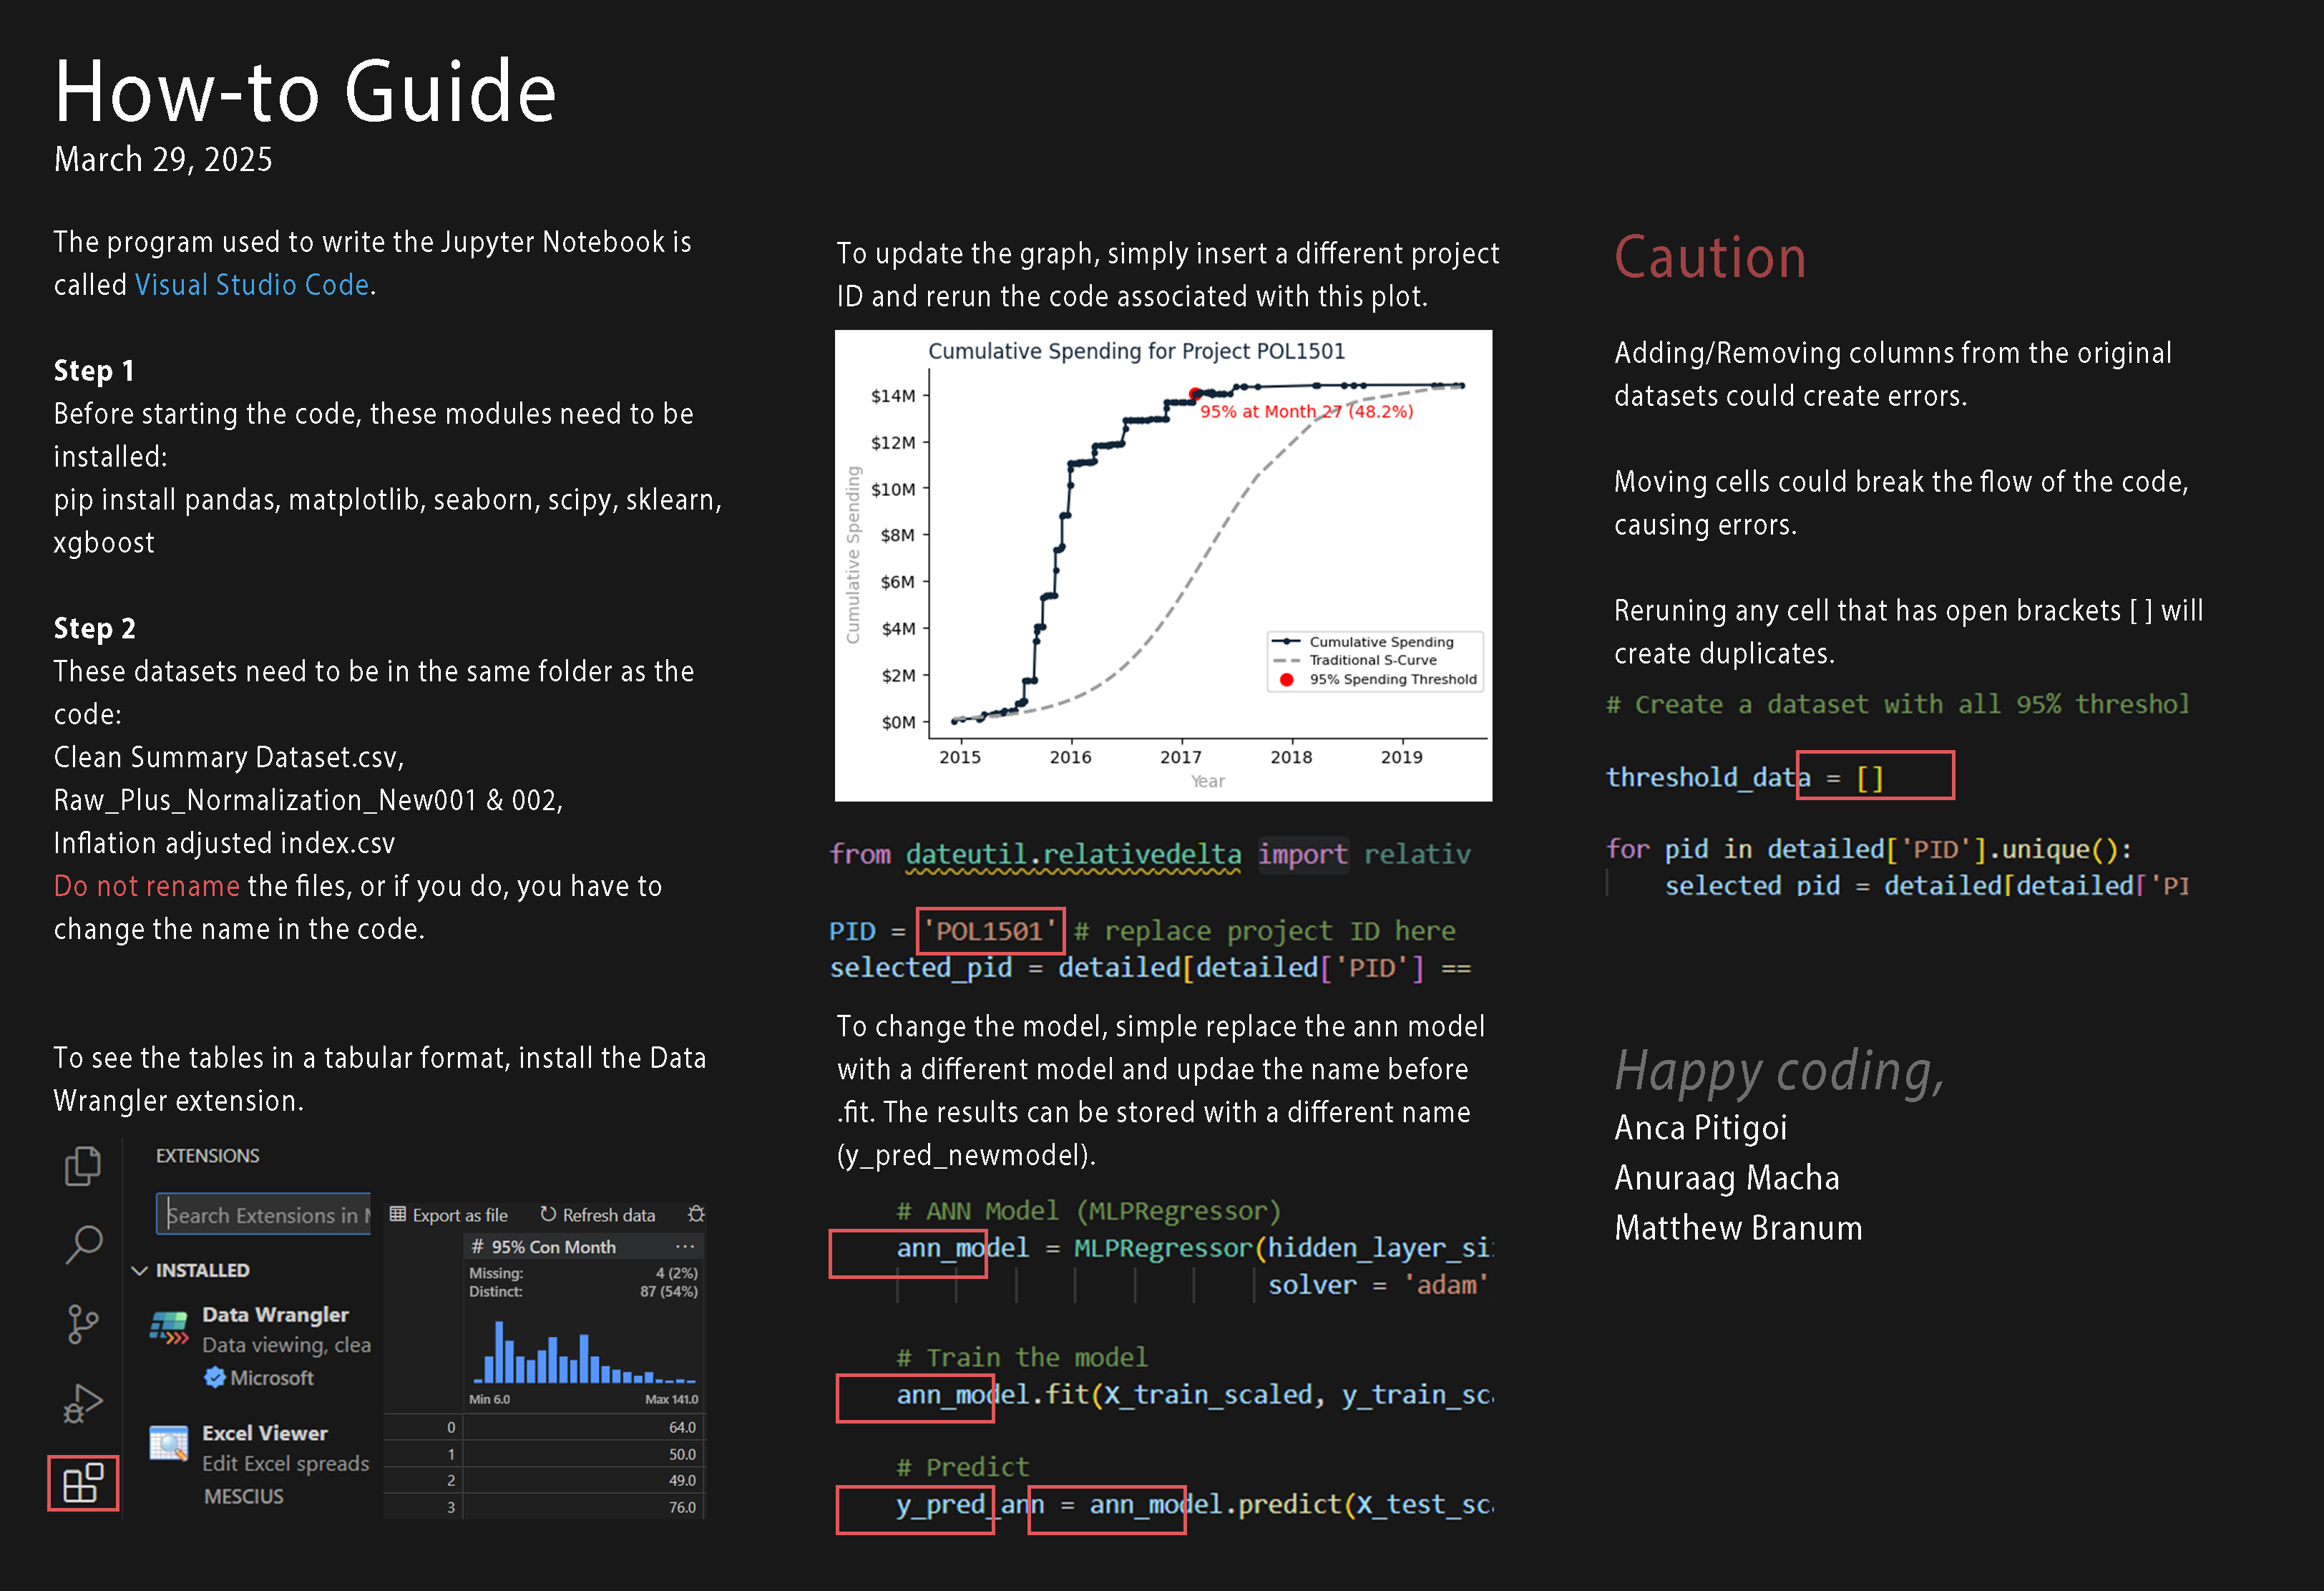 How-to Guide
March 29, 2025
The program used to write the Jupyter Notebook is
called Visual Studio Code.
Step 1
Before starting the code, these modules need to be
installed:
pip install pandas, matplotlib, seaborn, scipy, sklearn,
xgboost
Step 2
These datasets need to be in the same folder as the
code:
Clean Summary Dataset.csv,
Raw_Plus_Normalization_New001 & 002,
Inflation adjusted index.csv
Do not rename the files, or if you do, you have to
change the name in the code.
To see the tables in a tabular format, install the Data
Wrangler extension.
EXTENSIONS
Search Extensions in M
INSTALLED
Data Wrangler
Data viewing, clea
Microsoft
Excel Viewer
Edit Excel spreads
MESCIUS
Export as file Refresh data
# 95% Con Month ...
Missing: 4 (2%)
Distinct: 87 (54%)
Min 6.0 Max 141.0
0 64.0
1 50.0
2 49.0
3 76.0
To update the graph, simply insert a different project
ID and rerun the code associated with this plot.
Cumulative Spending for Project POL1501
$14M
$12M
$10M
$8M
$6M
$4M
$2M
$0M
Cumulative Spending
95% at Month 27 (48.2%)
Cumulative Spending
Traditional S-Curve
95% Spending Threshold
2015 2016 2017 2018 2019
Year
from dateutil.relativedelta import relativ
PID = 'POL1501' # replace project ID here
selected_pid = detailed[detailed['PID'] ==
To change the model, simple replace the ann model
with a different model and updae the name before
.fit. The results can be stored with a different name
(y_pred_newmodel).
# ANN Model (MLPRegressor)
ann_model = MLPRegressor(hidden_layer_si
solver = 'adam'
# Train the model
ann_model.fit(X_train_scaled, y_train_sc
# Predict
y_pred_ann = ann_model.predict(X_test_sc
Caution
Adding/Removing columns from the original
datasets could create errors.
Moving cells could break the flow of the code,
causing errors.
Reruning any cell that has open brackets [ ] will
create duplicates.
# Create a dataset with all 95% threshol
threshold_data = []
for pid in detailed['PID'].unique():
selected_pid = detailed[detailed['PI
Happy coding,
Anca Pitigoi
Anuraag Macha
Matthew Branum